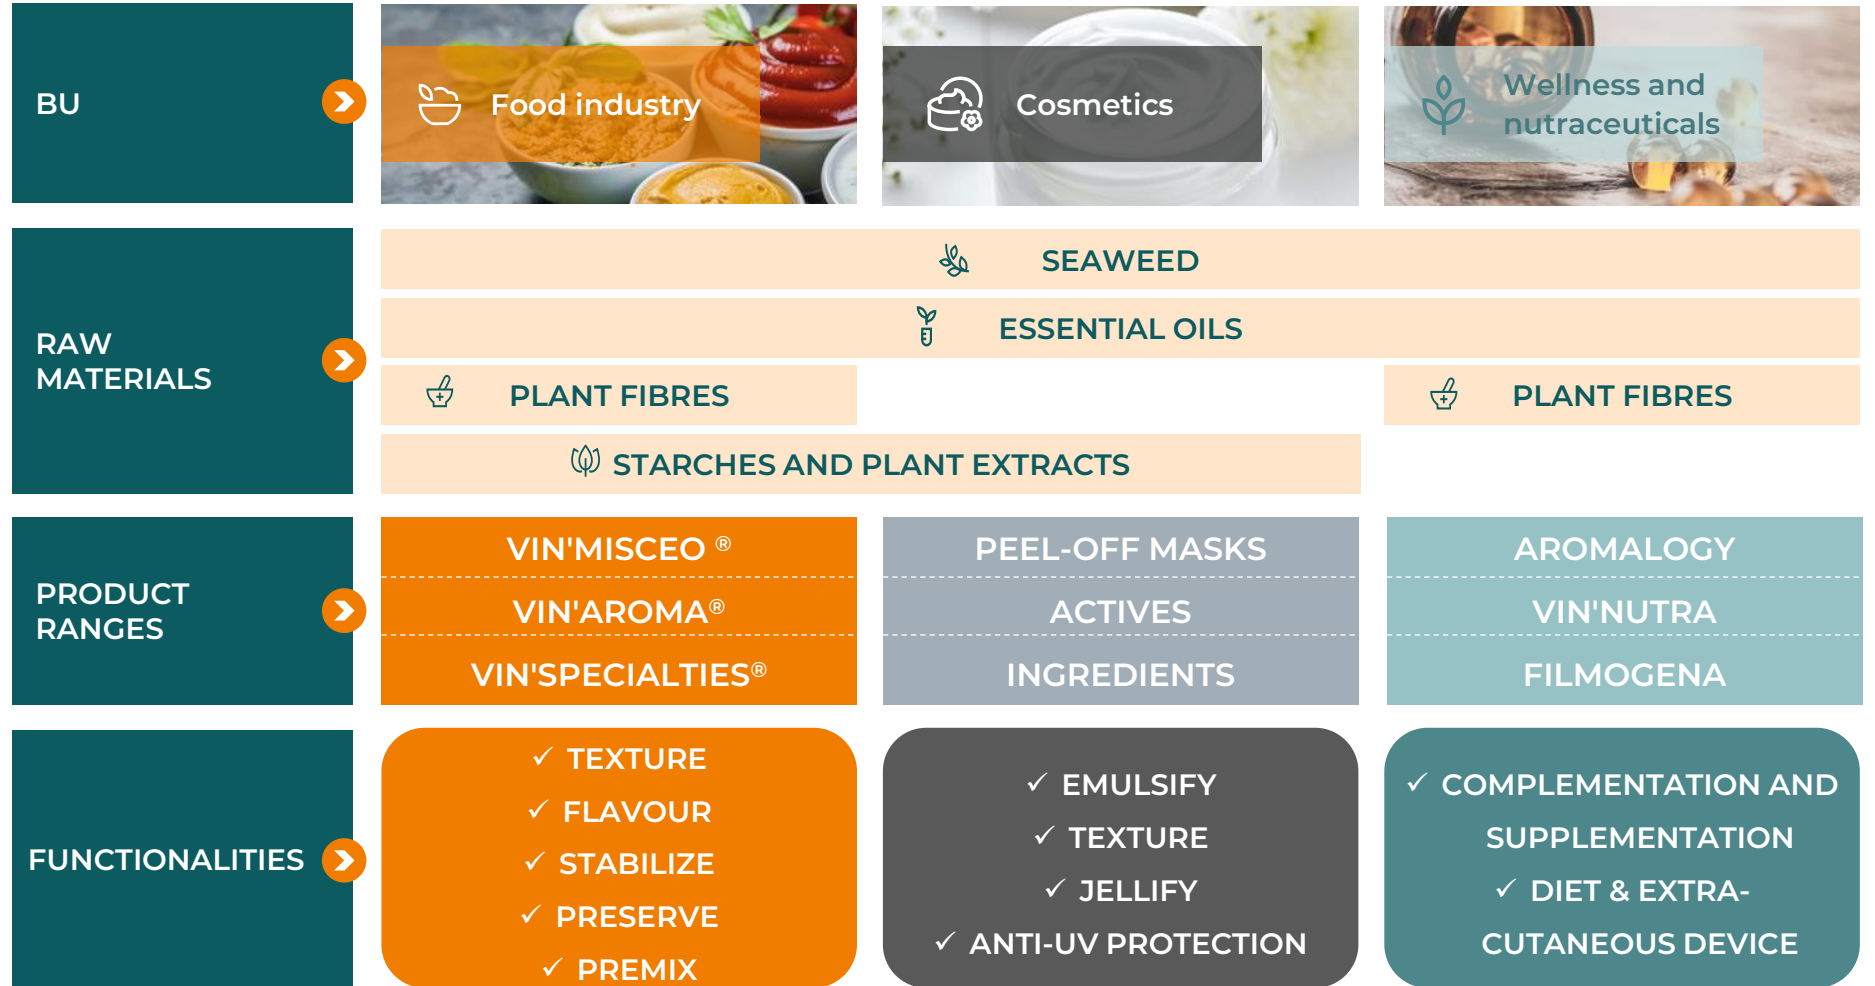 BU
Food industry
Cosmetics
Wellness and
nutraceuticals
RAW
MATERIALS
SEAWEED
ESSENTIAL OILS
PLANT FIBRES
PLANT FIBRES
STARCHES AND PLANT EXTRACTS
PRODUCT
RANGES
VIN'MISCEO ®
VIN'AROMA®
VIN'SPECIALTIES®
PEEL-OFF MASKS
ACTIVES
INGREDIENTS
AROMALOGY
VIN'NUTRA
FILMOGENA
FUNCTIONALITIES
✓ TEXTURE
✓ FLAVOUR
✓ STABILIZE
✓ PRESERVE
✓ PREMIX
✓ EMULSIFY
✓ TEXTURE
✓ JELLIFY
✓ ANTI-UV PROTECTION
✓ COMPLEMENTATION AND
SUPPLEMENTATION
✓ DIET & EXTRA-
CUTANEOUS DEVICE